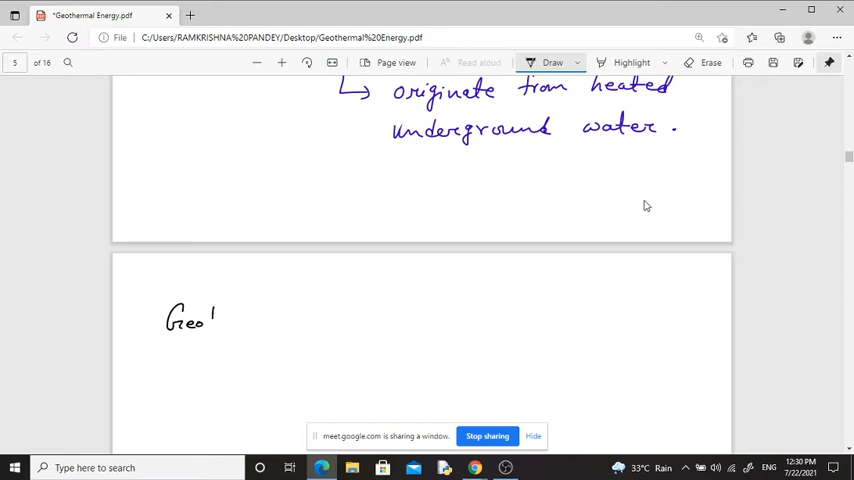 *Geothermal Energy.pdf
File C:/Users/RAMKRISHNA%20PANDEY/Desktop/Geothermal%20Energy.pdf
5 of 16 Page view Read aloud Draw Highlight Erase
originate from heated
underground water.
Geo
meet.google.com is sharing a window. Stop sharing Hide
Type here to search 33°C Rain ENG 12:30 PM
7/22/2021